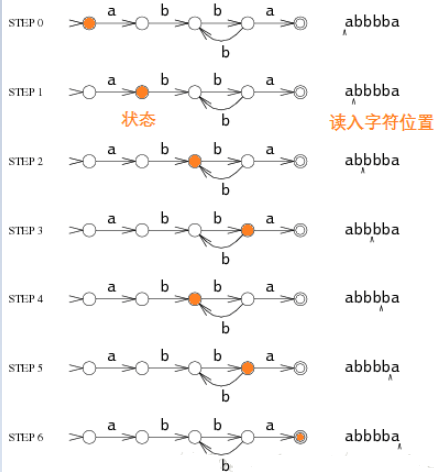 STEP 0 a b b a abbbba
b
STEP 1 a b b a abbbba
b
状态 读入字符位置
STEP 2 a b b a abbbba
b
STEP 3 a b b a abbbba
b
STEP 4 a b b a abbbba
b
STEP 5 a b b a abbbba
b
STEP 6 a b b a abbbba
b